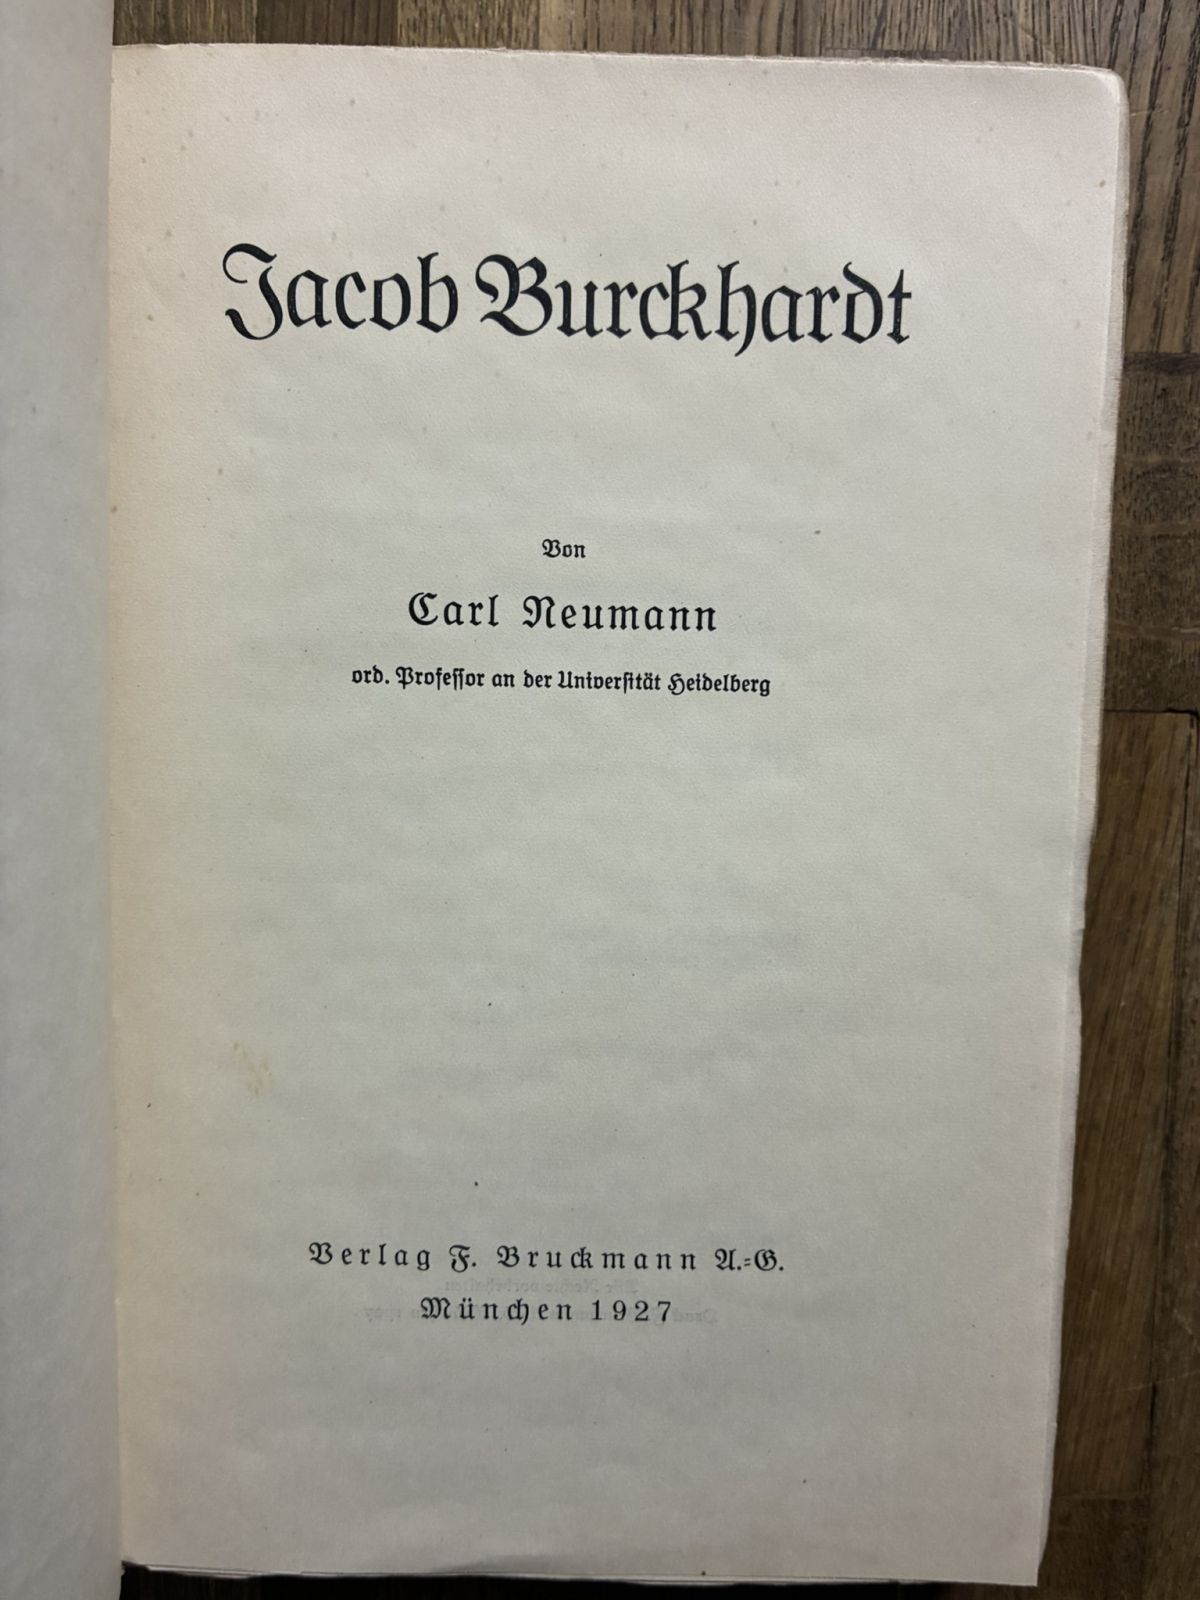 Jacob Burckhardt
Von
Carl Neumann
ord. Professor an der Universität Heidelberg
Verlag F. Bruckmann A.=G.
München 1927